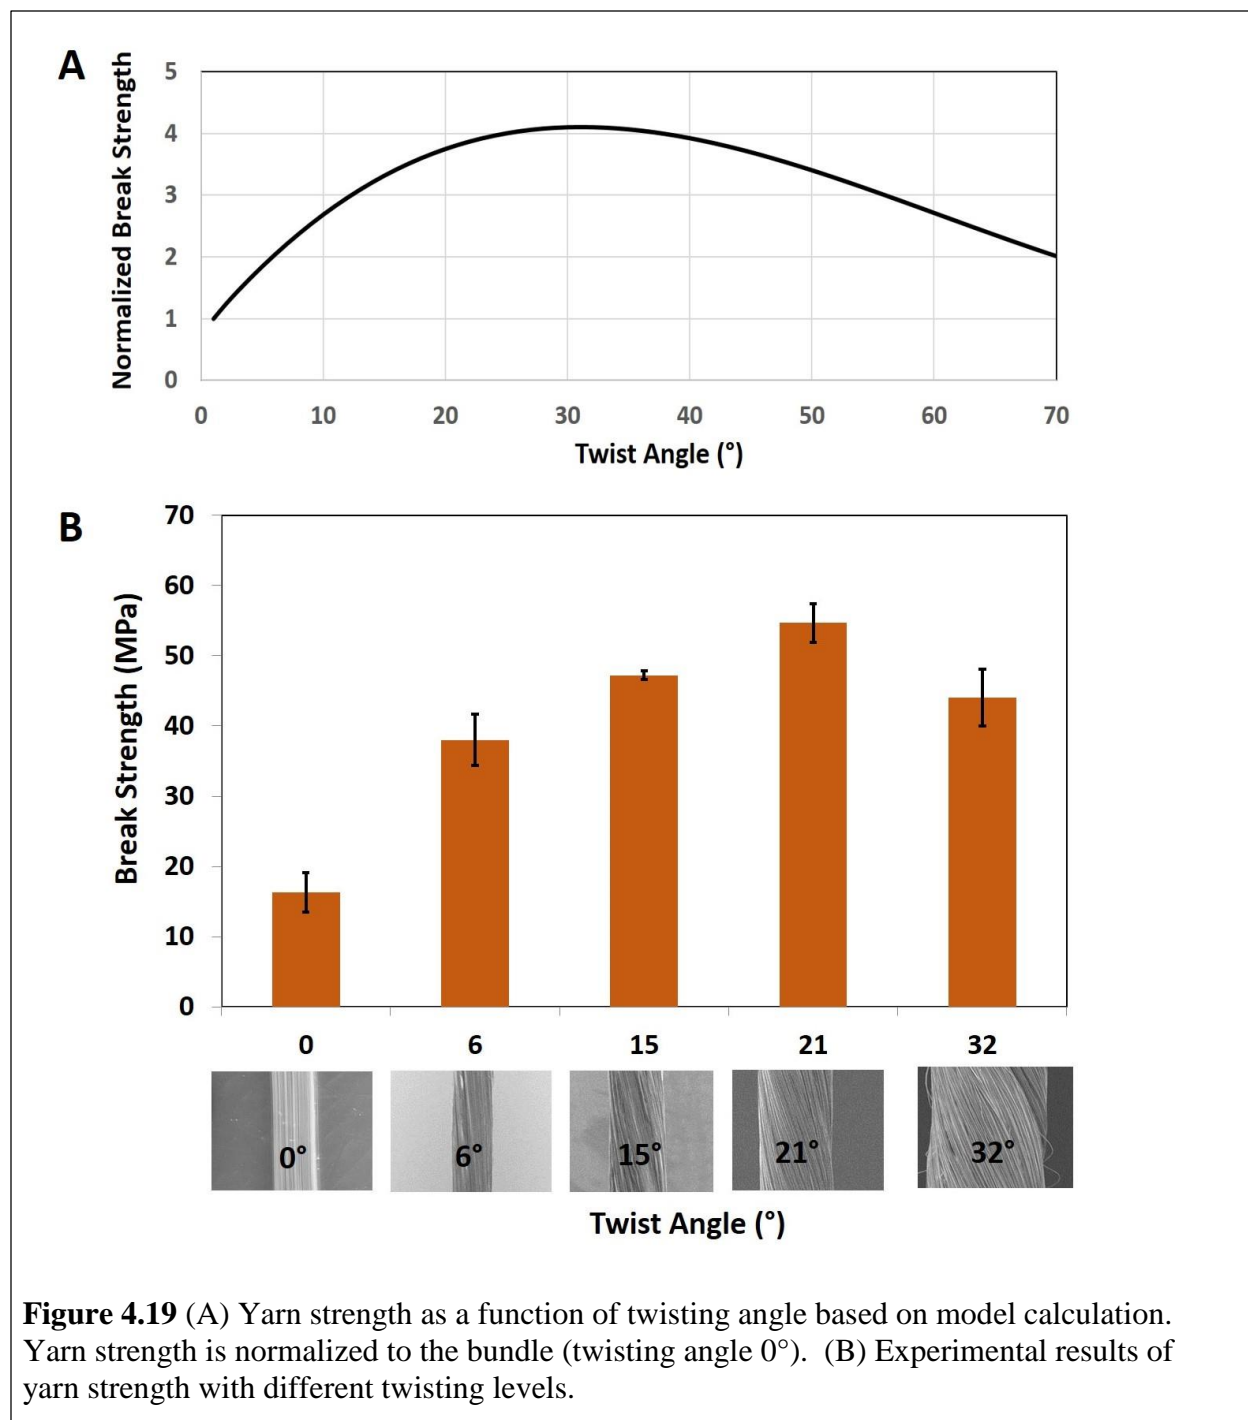 A
Normalized Break Strength
5
4
3
2
1
0
0 10 20 30 40 50 60 70
Twist Angle (°)
B
Break Strength (MPa)
70
60
50
40
30
20
10
0
0 6 15 21 32
0° 6° 15° 21° 32°
Twist Angle (°)
Figure 4.19 (A) Yarn strength as a function of twisting angle based on model calculation.
Yarn strength is normalized to the bundle (twisting angle 0°).  (B) Experimental results of
yarn strength with different twisting levels.